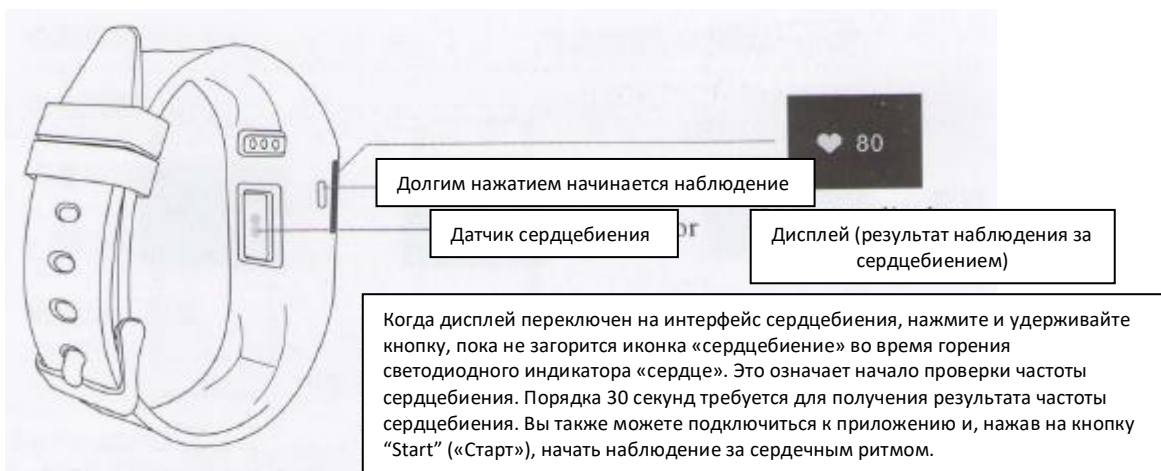 80
Долгим нажатием начинается наблюдение
Датчик сердцебиения
or
Дисплей (результат наблюдения за
сердцебиением)
Когда дисплей переключен на интерфейс сердцебиения, нажмите и удерживайте
кнопку, пока не загорится иконка «сердцебиение» во время горения
светодиодного индикатора «сердце». Это означает начало проверки частоты
сердцебиения. Порядка 30 секунд требуется для получения результата частоты
сердцебиения. Вы также можете подключиться к приложению и, нажав на кнопку
“Start” («Старт»), начать наблюдение за сердечным ритмом.